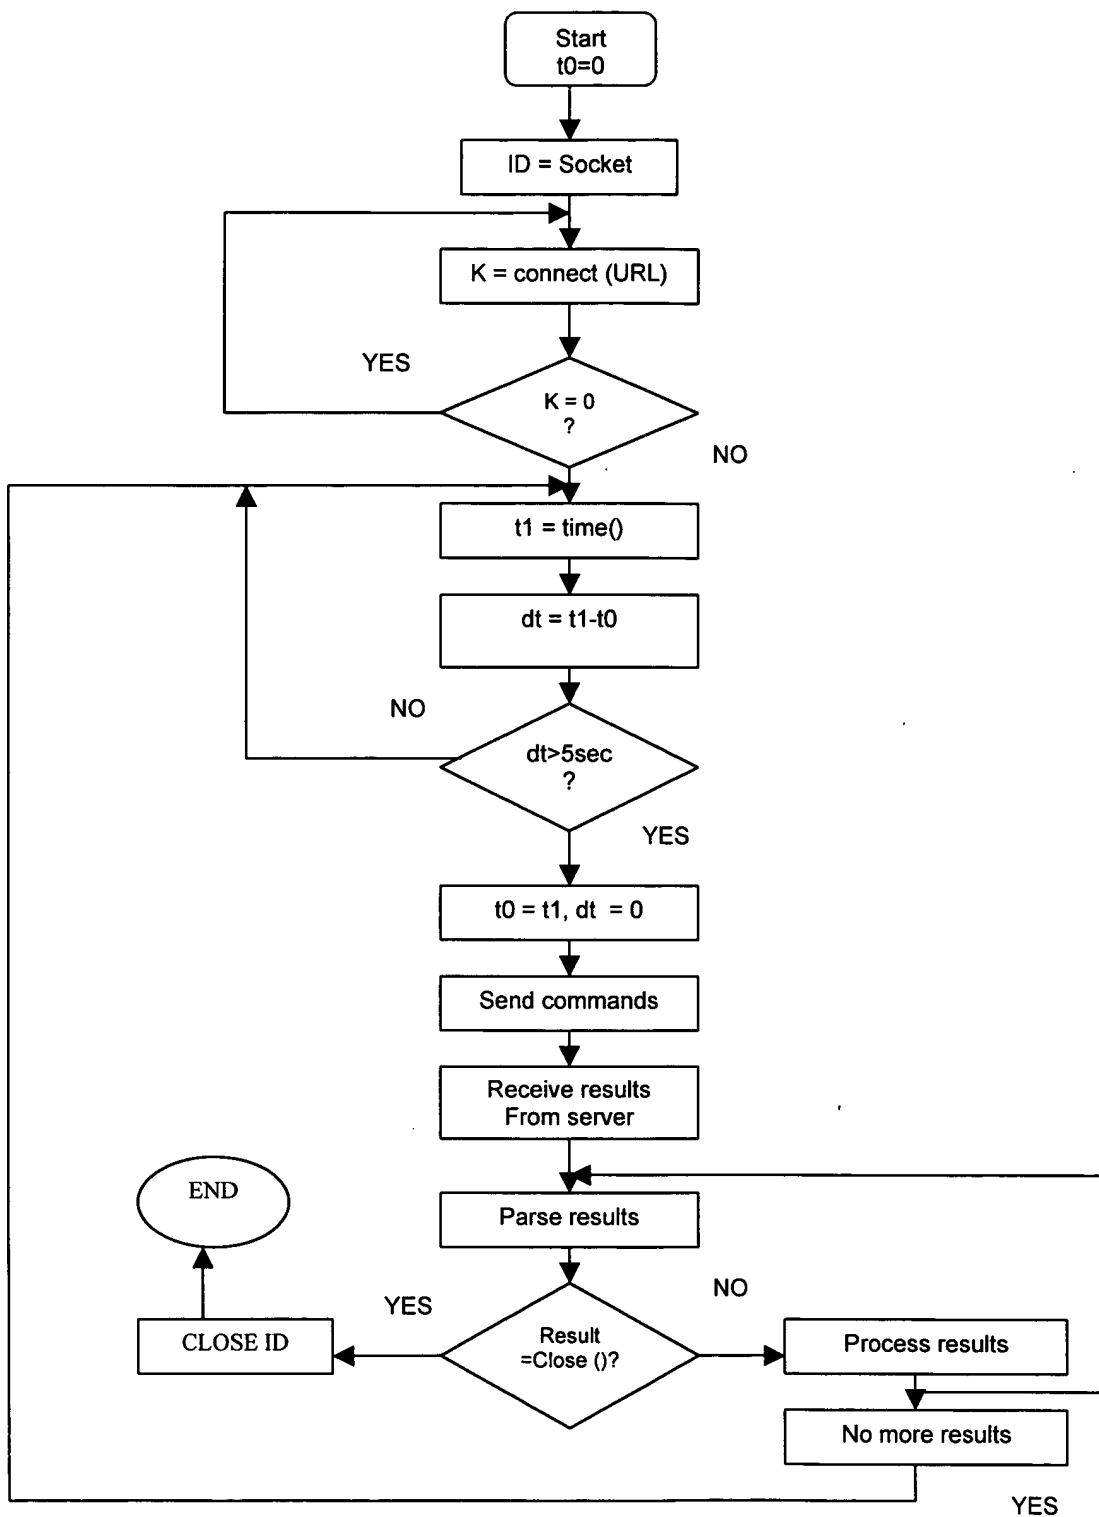 Start
t0=0
ID = Socket
K = connect (URL)
YES
K = 0
?
NO
t1 = time()
dt = t1-t0
NO
dt>5sec
?
YES
t0 = t1, dt = 0
Send commands
Receive results
From server
END
Parse results
YES
NO
CLOSE ID
Result
=Close ()?
Process results
No more results
YES